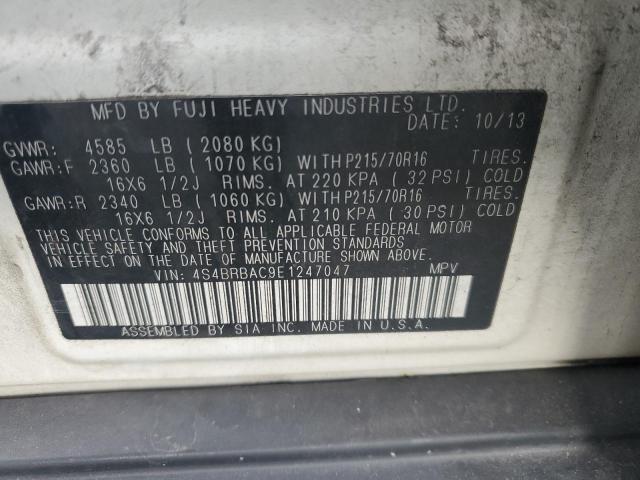 MFD BY FUJI HEAVY INDUSTRIES LTD.
DATE: 10/13
GVWR: 4585 LB (2080 KG)
GAWR:F 2360 LB (1070 KG) WITH P215/70R16 TIRES.
16X6 1/2J RIMS. AT 220 KPA (32 PSI) COLD
GAWR:R 2340 LB (1060 KG) WITH P215/70R16 TIRES.
16X6 1/2J RIMS. AT 210 KPA (30 PSI) COLD
THIS VEHICLE CONFORMS TO ALL APPLICABLE FEDERAL MOTOR
VEHICLE SAFETY AND THEFT PREVENTION STANDARDS
IN EFFECT ON THE DATE OF MANUFACTURE SHOWN ABOVE.
VIN: 4S4BRBAC9E1247047 MPV
ASSEMBLED BY SIA INC. MADE IN U.S.A.